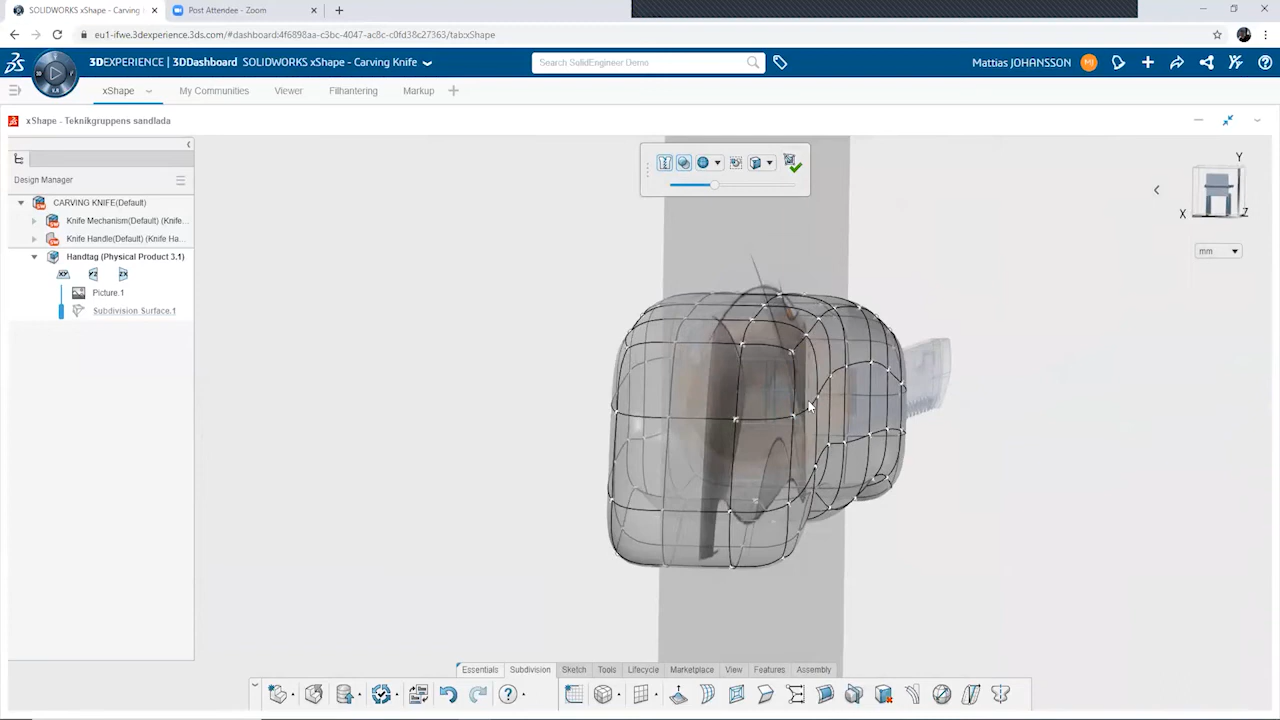 SOLIDWORKS xShape - Carving
Post Attendee - Zoom
eu1-ifwe.3dexperience.3ds.com/#dashboard:4f6898aa-c3bc-4047-ac8c-c0fd38c27363/tab:xShape
3DEXPERIENCE | 3DDashboard SOLIDWORKS xShape - Carving Knife
Search SolidEngineer Demo
Mattias JOHANSSON
MJ
xShape
My Communities
Viewer
Filhantering
Markup
xShape - Teknikgruppens sandlada
Design Manager
CARVING KNIFE(Default)
Knife Mechanism(Default) (Knife...
Knife Handle(Default) (Knife Ha...
Handtag (Physical Product 3.1)
XY
YZ
ZX
Picture.1
Subdivision Surface.1
Y
X
Z
mm
Essentials
Subdivision
Sketch
Tools
Lifecycle
Marketplace
View
Features
Assembly